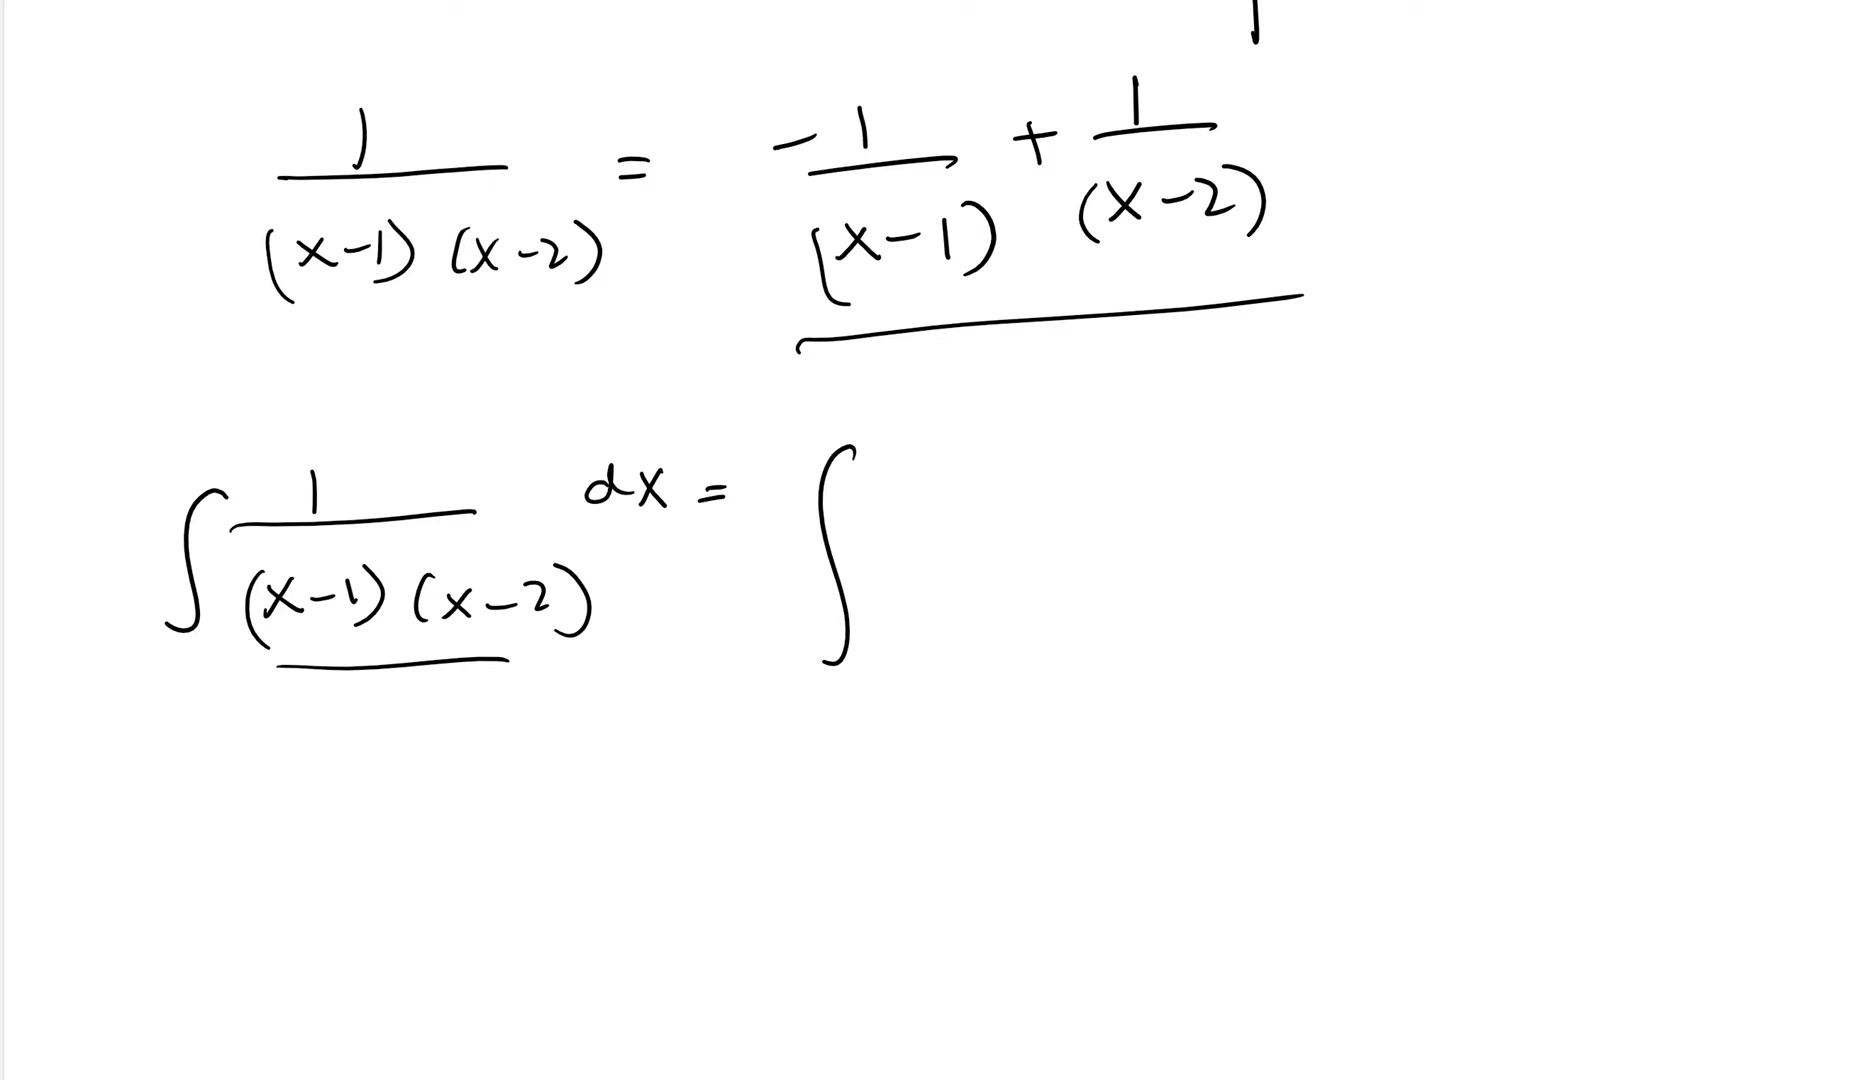 1/((x-1)(x-2)) = -1/(x-1) + 1/(x-2)
∫ 1/((x-1)(x-2)) dx = ∫